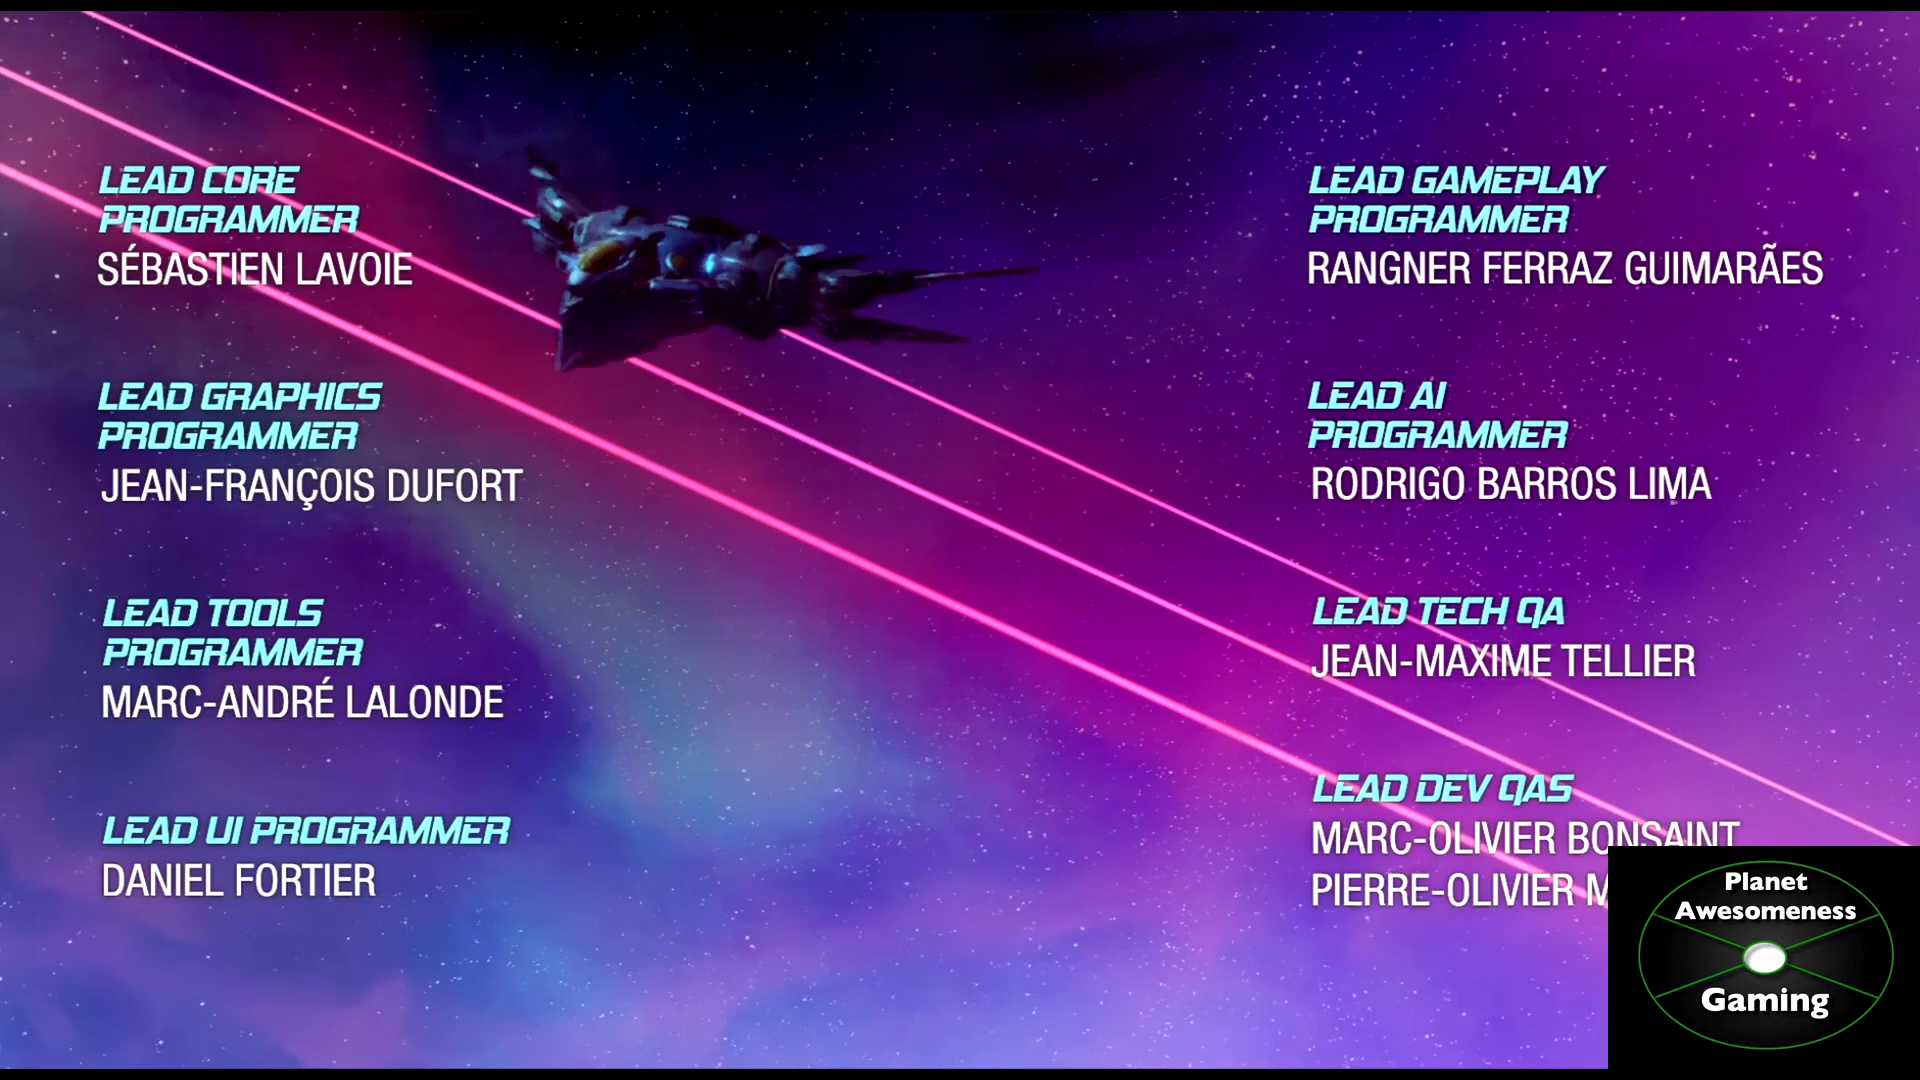 LEAD CORE
PROGRAMMER
SÉBASTIEN LAVOIE
LEAD GRAPHICS
PROGRAMMER
JEAN-FRANÇOIS DUFORT
LEAD TOOLS
PROGRAMMER
MARC-ANDRÉ LALONDE
LEAD UI PROGRAMMER
DANIEL FORTIER
LEAD GAMEPLAY
PROGRAMMER
RANGNER FERRAZ GUIMARÃES
LEAD AI
PROGRAMMER
RODRIGO BARROS LIMA
LEAD TECH QA
JEAN-MAXIME TELLIER
LEAD DEV QAS
MARC-OLIVIER BONSAINT
PIERRE-OLIVIER
Planet
Awesomeness
Gaming